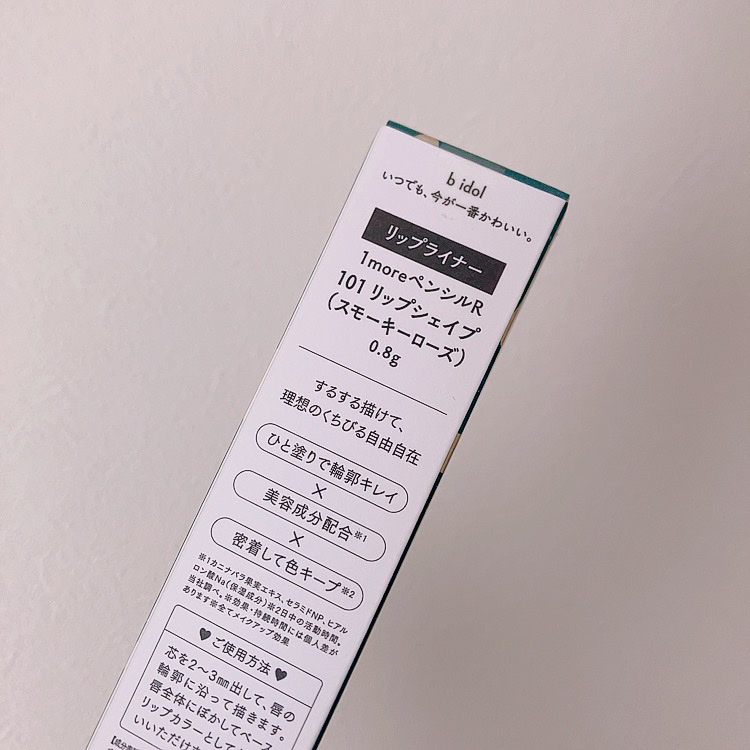 b idol
いつでも、今が一番かわいい。
リップライナー
1moreペンシルR
101 リップシェイプ
(スモーキーローズ)
0.8g
するする描けて、
理想のくちびる自由自在
ひと塗りで輪郭キレイ
×
美容成分配合※1
×
密着して色キープ※2
※1カニナバラ果実エキス、セラミドNP、ヒアル
ロン酸Na(保湿成分)※2日中の活動時間。
当社調べ。※効果・持続時間には個人差が
あります※全てメイクアップ効果
♥ ご使用方法 ♥
芯を2〜3㎜出して、唇の
輪郭に沿って描きます。
唇全体にぼかしてベース
リップカラーとしても
いいただけ